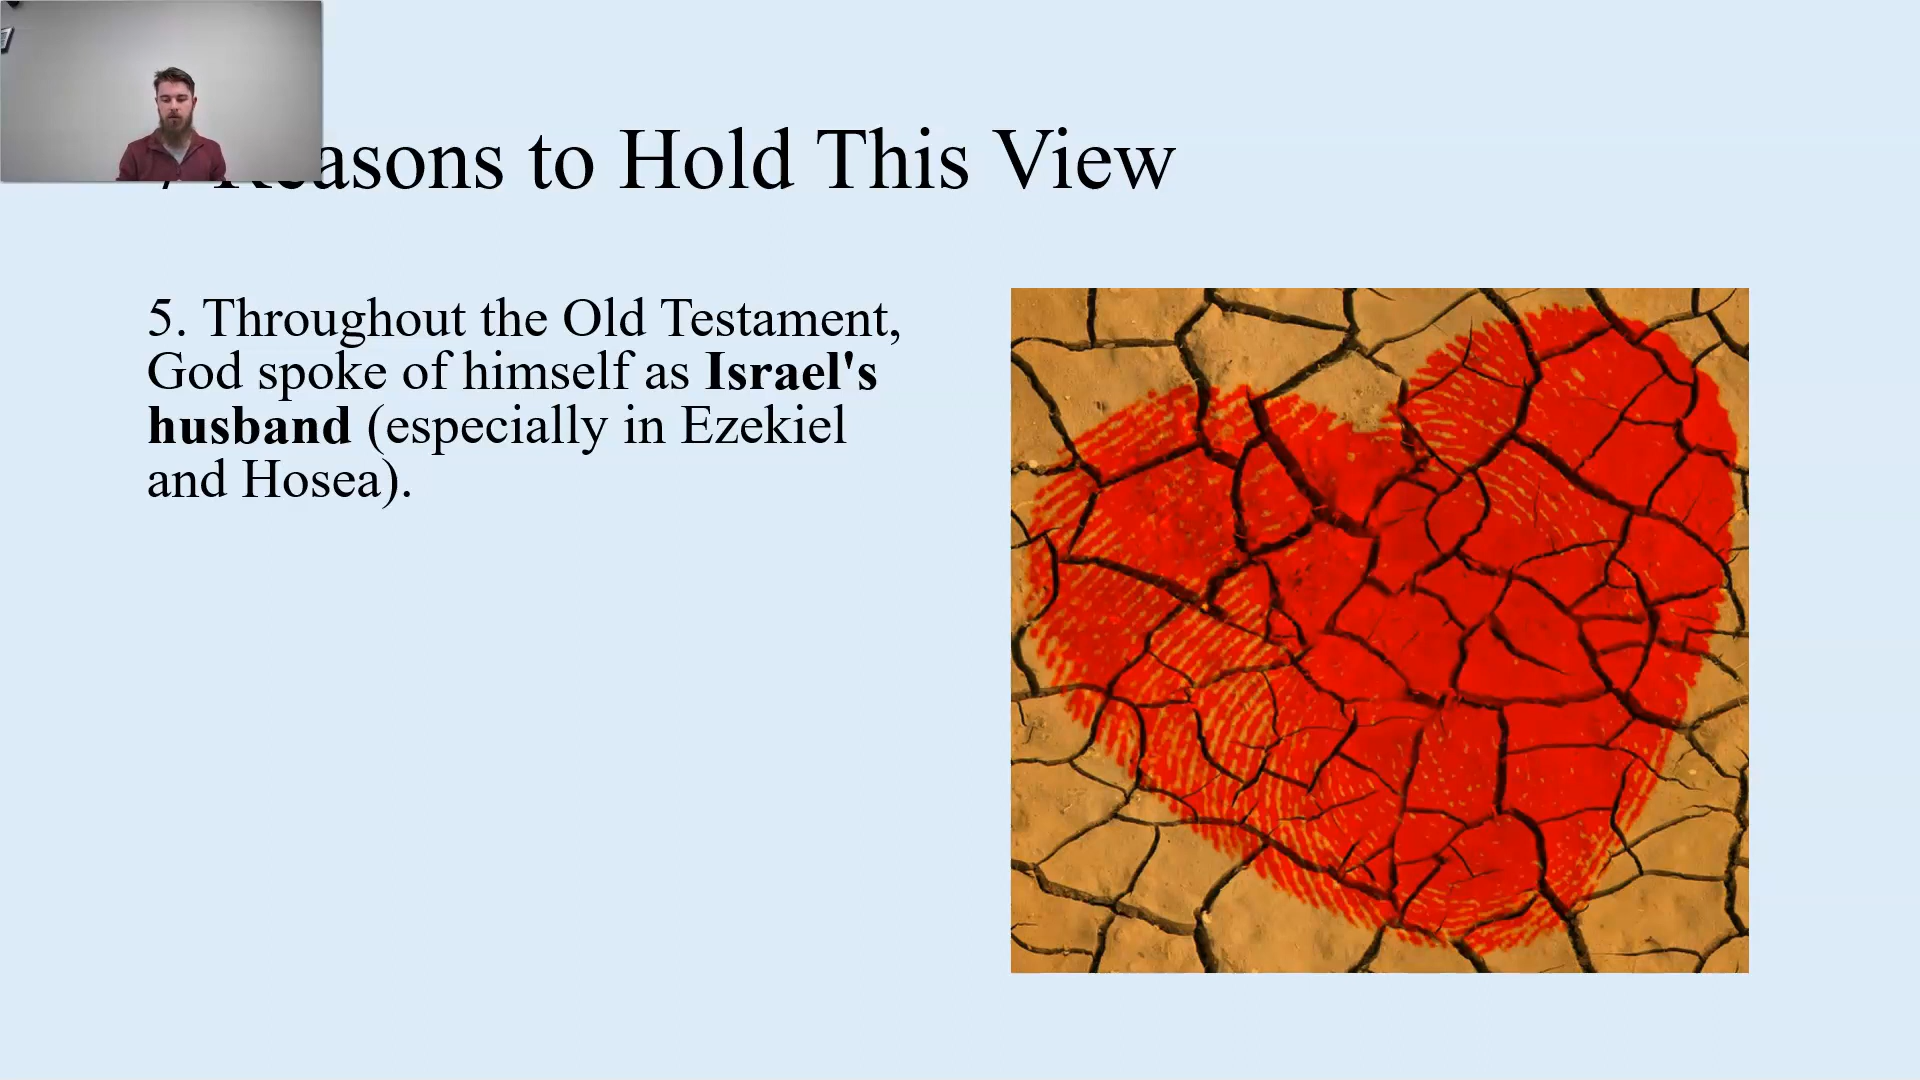 Reasons to Hold This View
5. Throughout the Old Testament,
God spoke of himself as Israel's
husband (especially in Ezekiel
and Hosea).